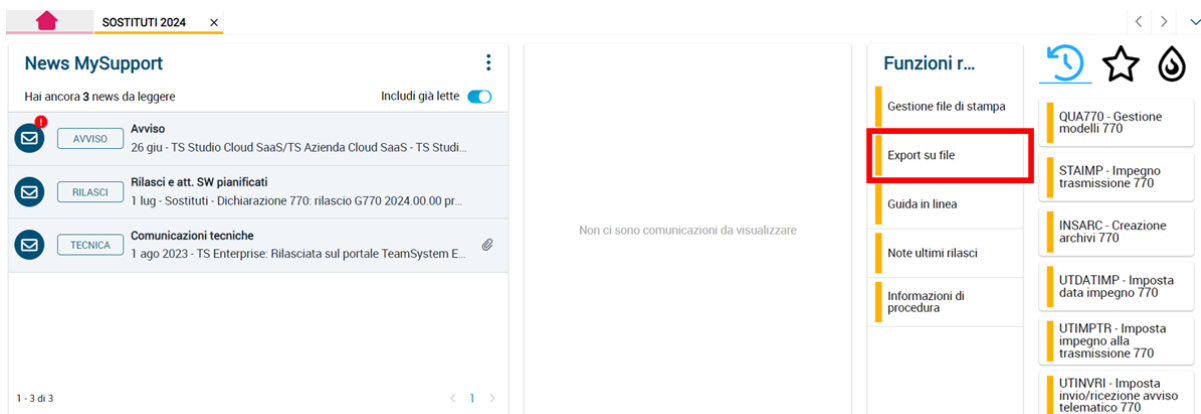 SOSTITUTI 2024
News MySupport
Hai ancora 3 news da leggere
Includi già lette
AVVISO
Avviso
26 giu - TS Studio Cloud SaaS/TS Azienda Cloud SaaS - TS Studi...
RILASCI
Rilasci e att. SW pianificati
1 lug - Sostituti - Dichiarazione 770: rilascio G770 2024.00.00 pr...
TECNICA
Comunicazioni tecniche
1 ago 2023 - TS Enterprise: Rilasciata sul portale TeamSystem E...
1 - 3 di 3
1
Non ci sono comunicazioni da visualizzare
Funzioni r...
Gestione file di stampa
Export su file
Guida in linea
Note ultimi rilasci
Informazioni di
procedura
QUA770 - Gestione
modelli 770
STAIMP - Impegno
trasmissione 770
INSARC - Creazione
archivi 770
UTDATIMP - Imposta
data impegno 770
UTIMPTR - Imposta
impegno alla
trasmissione 770
UTINVRI - Imposta
invio/ricezione avviso
telematico 770